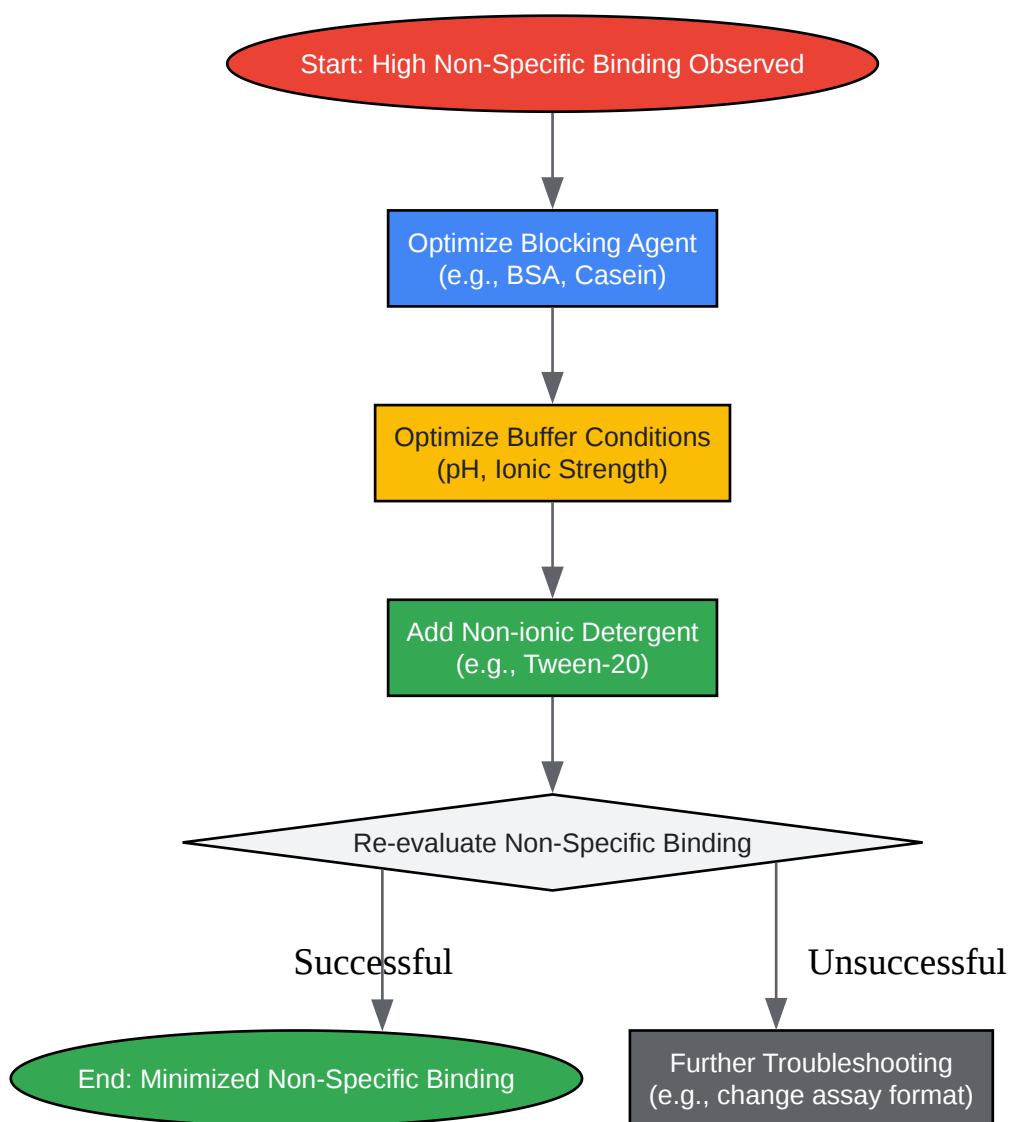 Start: High Non-Specific Binding Observed
Optimize Blocking Agent
(e.g., BSA, Casein)
Optimize Buffer Conditions
(pH, Ionic Strength)
Add Non-ionic Detergent
(e.g., Tween-20)
Re-evaluate Non-Specific Binding
Successful
Unsuccessful
End: Minimized Non-Specific Binding
Further Troubleshooting
(e.g., change assay format)